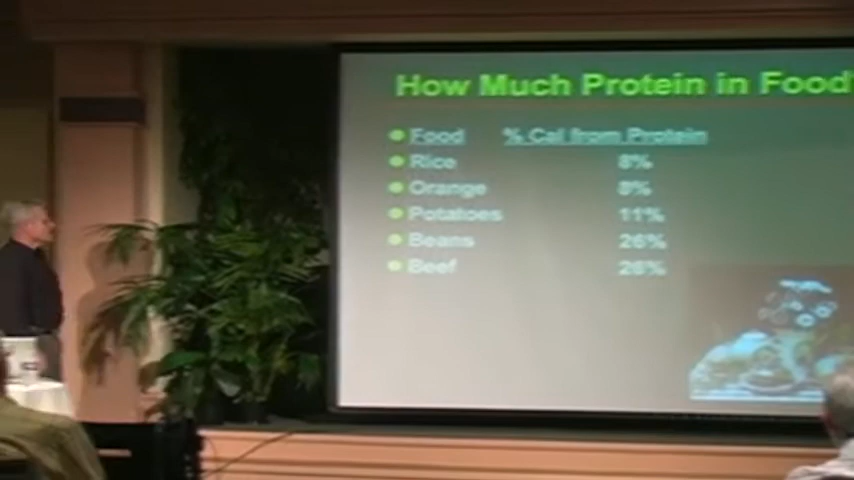 How Much Protein in Food
Food % Cal from Protein
Rice 8%
Orange 8%
Potatoes 11%
Beans 26%
Beef 26%